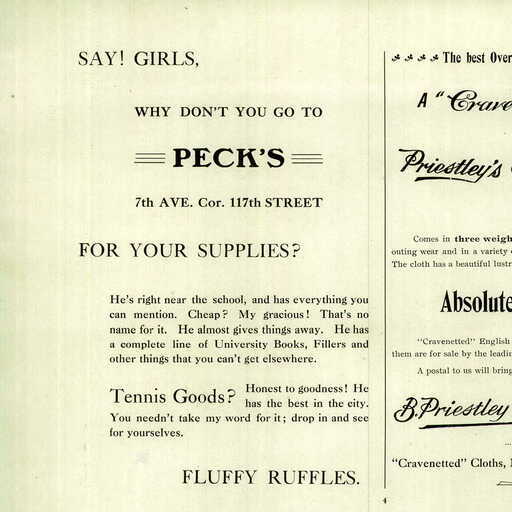 SAY! GIRLS,
WHY DON'T YOU GO TO
PECK'S
7th AVE. Cor. 117th STREET
FOR YOUR SUPPLIES?
He's right near the school, and has everything you
can mention. Cheap? My gracious! That's no
name for it. He almost gives things away. He has
a complete line of University Books, Fillers and
other things that you can't get elsewhere.
Tennis Goods? Honest to goodness! He
has the best in the city.
You needn't take my word for it; drop in and see
for yourselves.
FLUFFY RUFFLES.
The best Over
A "Crave
Priestley's
Comes in three weigh
outing wear and in a variety
The cloth has a beautiful lustr
Absolute
"Cravenetted" English
them are for sale by the leadin
A postal to us will bring
B. Priestley
"Cravenetted" Cloths,
4